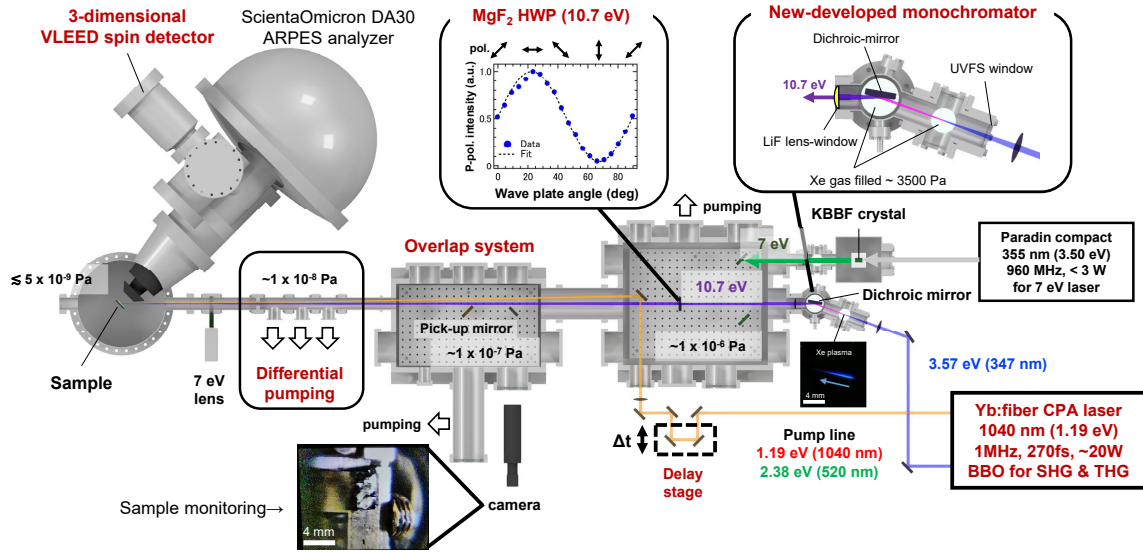 3-dimensional
VLEED spin detector
ScientaOmicron DA30
ARPES analyzer
MgF2 HWP (10.7 eV)
pol.
P-pol. intensity (a.u.)
1.0
0.5
0
Data
Fit
0 20 40 60 80
Wave plate angle (deg)
New-developed monochromator
Dichroic-mirror
UVFS window
10.7 eV
LiF lens-window
Xe gas filled ~ 3500 Pa
pumping
KBBF crystal
7 eV
Paradin compact
355 nm (3.50 eV)
960 MHz, < 3 W
for 7 eV laser
Overlap system
≲ 5 x 10-9 Pa
~1 x 10-8 Pa
10.7 eV
Dichroic mirror
Pick-up mirror
~1 x 10-7 Pa
~1 x 10-6 Pa
Xe plasma
4 mm
3.57 eV (347 nm)
Sample
7 eV
lens
Differential
pumping
pumping
Δt
Delay
stage
Pump line
1.19 eV (1040 nm)
2.38 eV (520 nm)
Yb:fiber CPA laser
1040 nm (1.19 eV)
1MHz, 270fs, ~20W
BBO for SHG & THG
Sample monitoring→
4 mm
camera